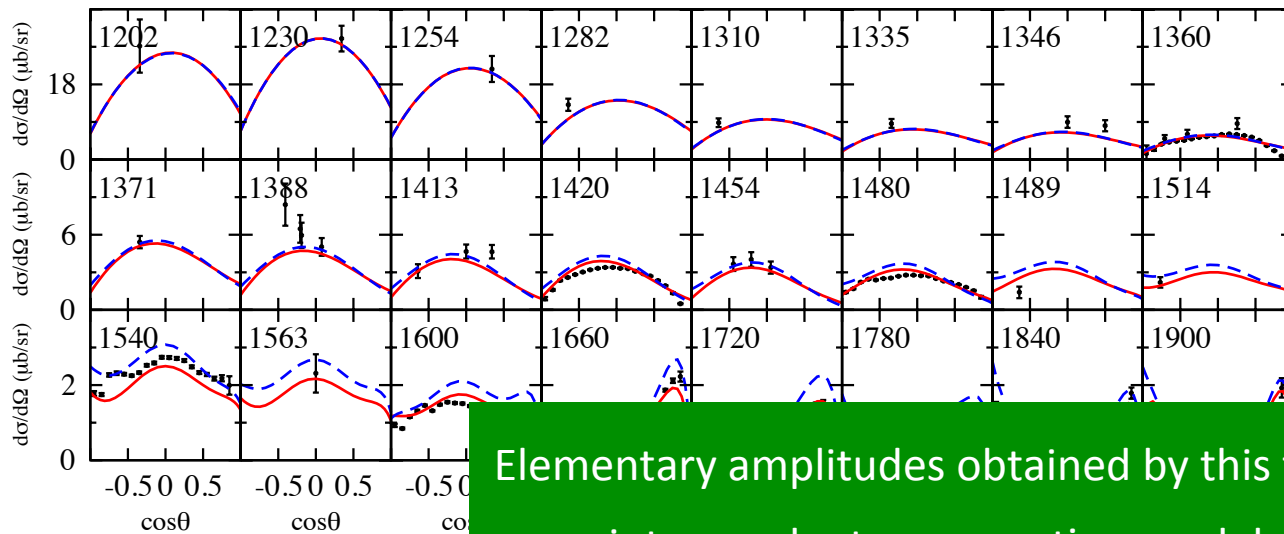 dσ/dΩ (μb/sr)
18
0
1202 1230 1254 1282 1310 1335 1346 1360
dσ/dΩ (μb/sr)
6
0
1371 1388 1413 1420 1454 1480 1489 1514
dσ/dΩ (μb/sr)
2
0
1540 1563 1600 1660 1720 1780 1840 1900
-0.5 0 0.5 -0.5 0 0.5 -0.5
cosθ cosθ
Elementary amplitudes obtained by this